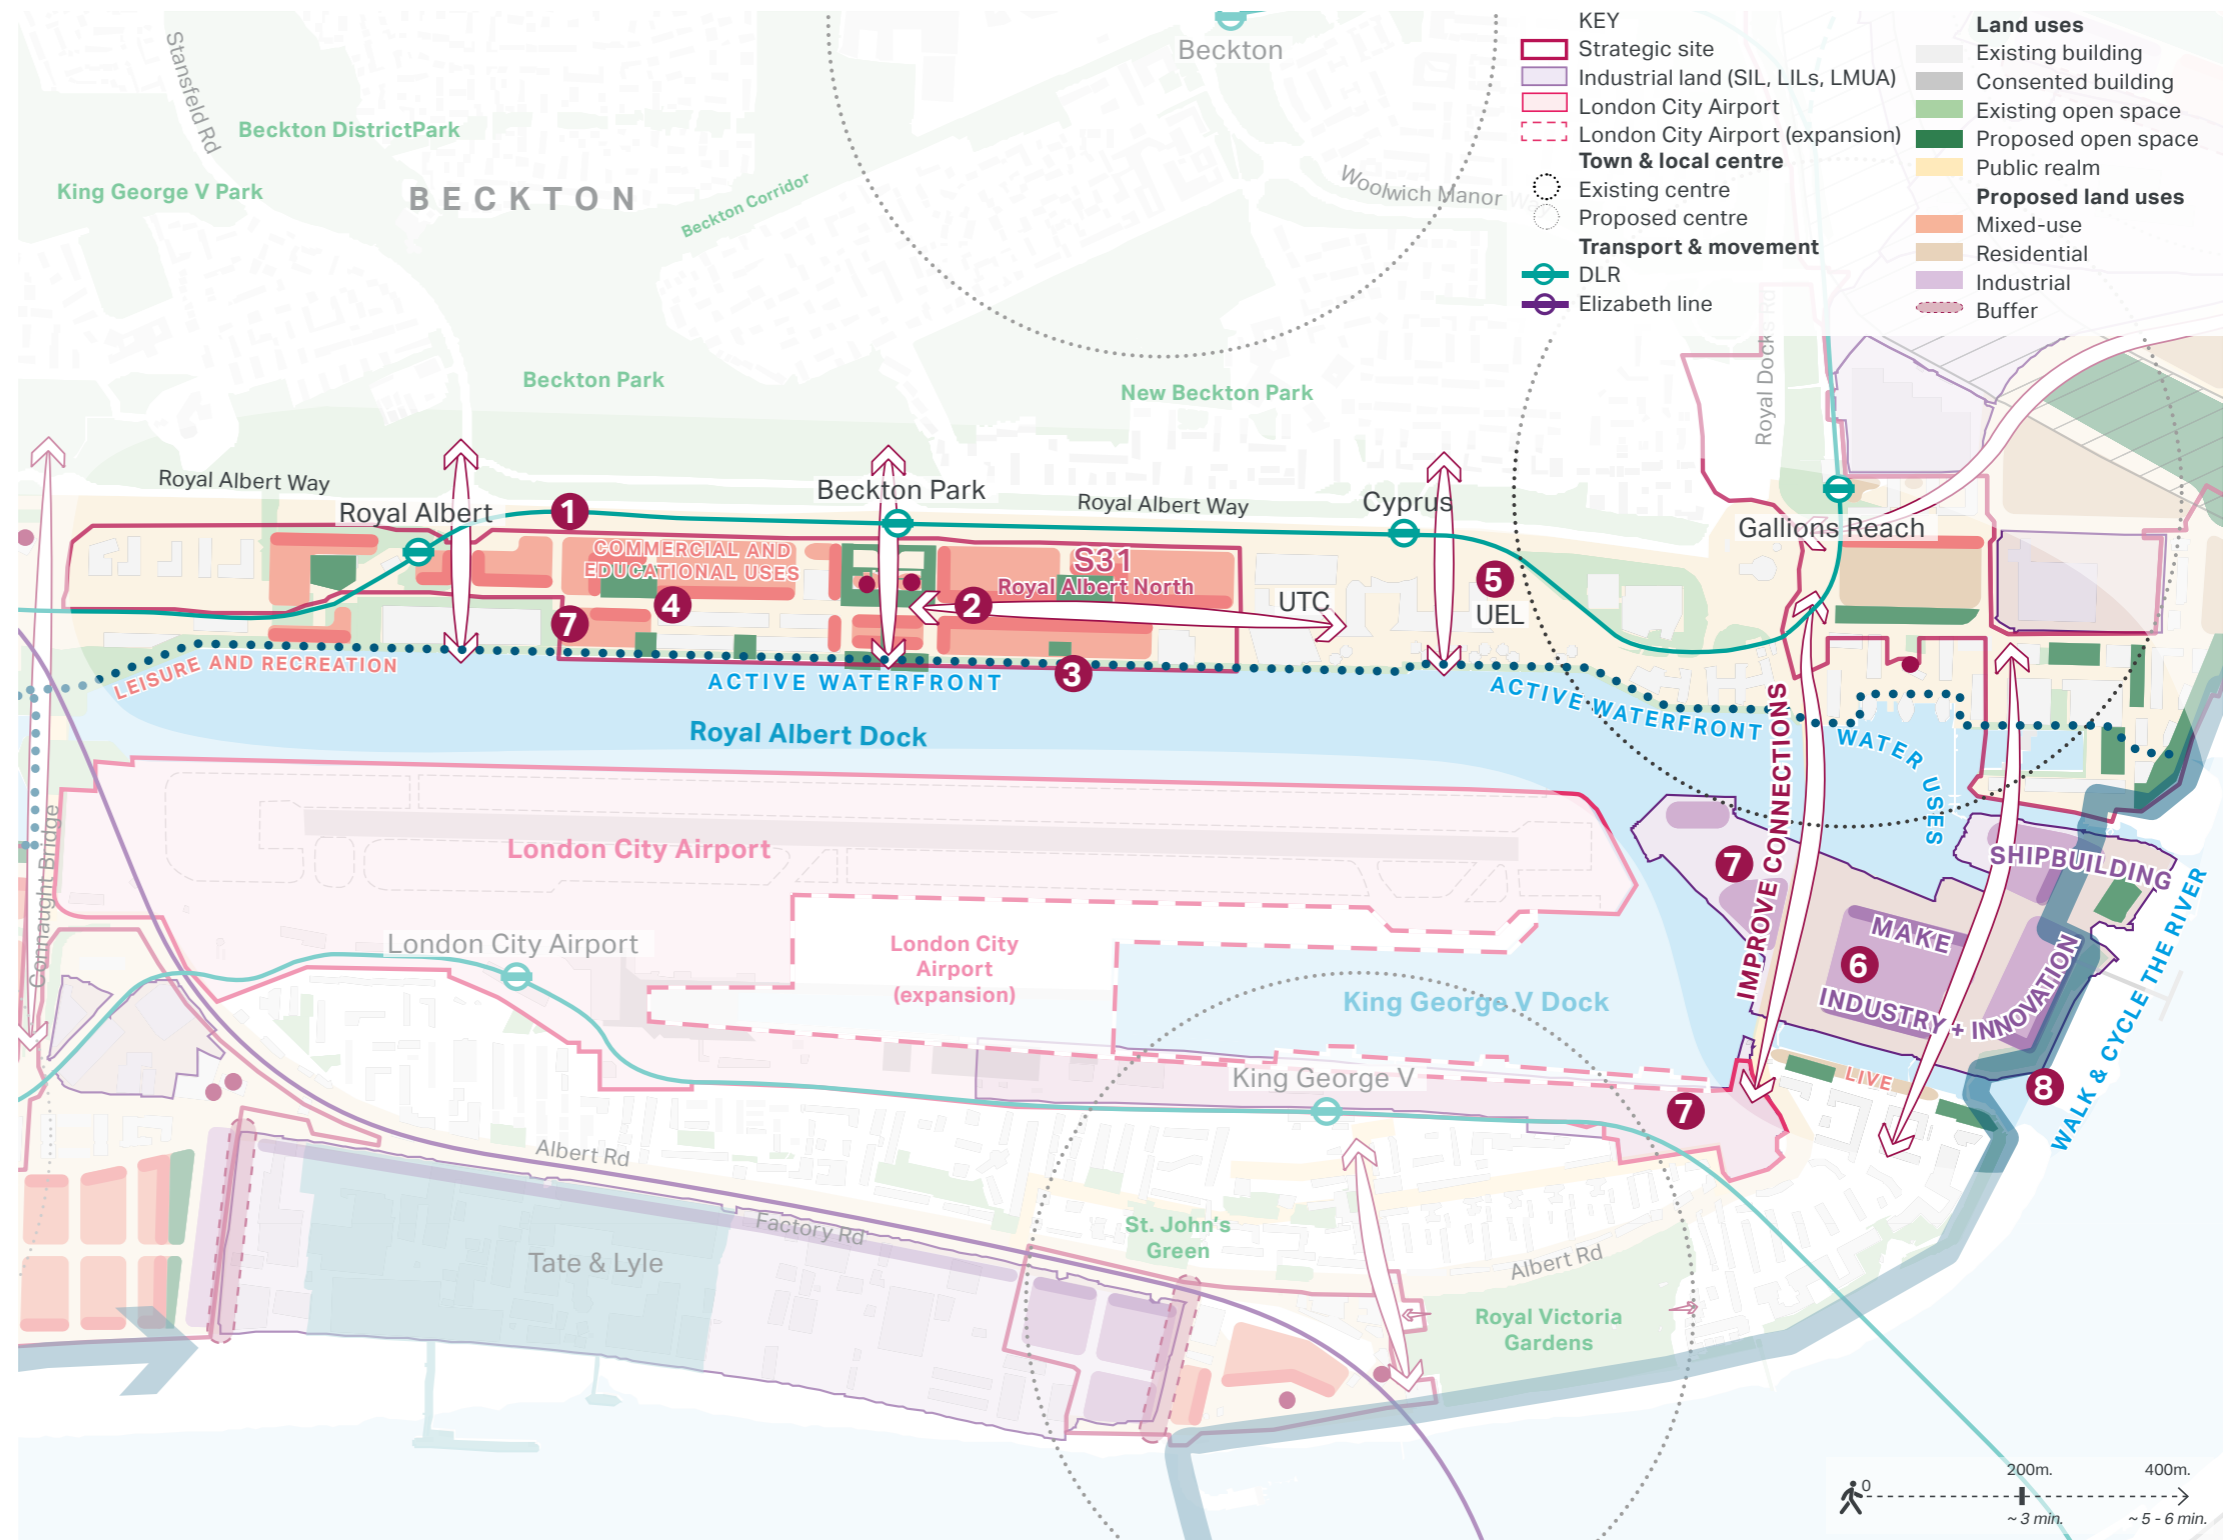 KEY
Strategic site
Industrial land (SIL, LILs, LMUA)
London City Airport
London City Airport (expansion)
Town & local centre
Existing centre
Proposed centre
Transport & movement
DLR
Elizabeth line
Land uses
Existing building
Consented building
Existing open space
Proposed open space
Public realm
Proposed land uses
Mixed-use
Residential
Industrial
Buffer
Beckton
Stansfeld Rd
Beckton DistrictPark
King George V Park
BECKTON
Beckton Corridor
Woolwich Manor
Beckton Park
New Beckton Park
Royal Docks Rd
Royal Albert Way
Royal Albert
1
Beckton Park
Royal Albert Way
Cyprus
Gallions Reach
COMMERCIAL AND
EDUCATIONAL USES
S31
Royal Albert North
2
4
7
UTC
5
UEL
3
LEISURE AND RECREATION
ACTIVE WATERFRONT
ACTIVE WATERFRONT
WATER USES
Royal Albert Dock
IMPROVE CONNECTIONS
Connaught Bridge
London City Airport
7
SHIPBUILDING
MAKE
6
INDUSTRY + INNOVATION
WALK & CYCLE THE RIVER
London City Airport
London City
Airport
(expansion)
King George V Dock
King George V
LIVE
8
7
Albert Rd
Factory Rd
Tate & Lyle
St. John's
Green
Albert Rd
Royal Victoria
Gardens
0
200m.
400m.
~ 3 min.
~ 5 - 6 min.